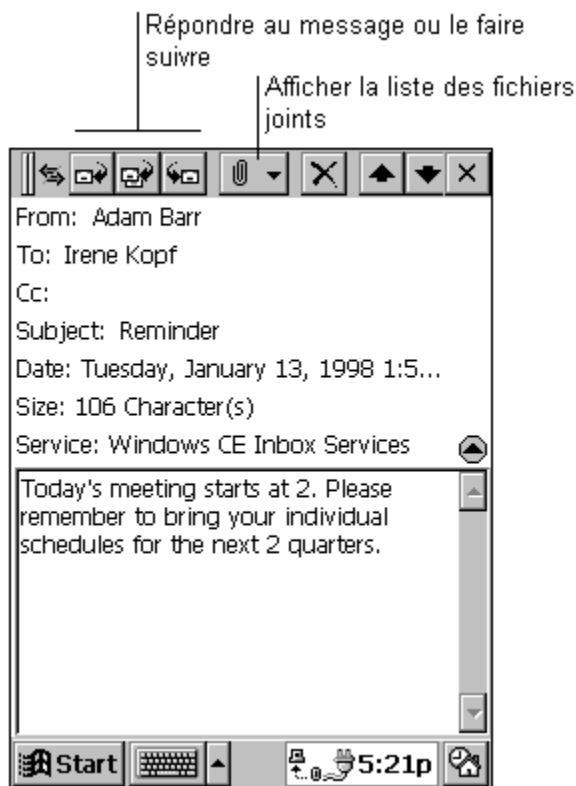 Répondre au message ou le faire
suivre
Afficher la liste des fichiers
joints
From: Adam Barr
To: Irene Kopf
Cc:
Subject: Reminder
Date: Tuesday, January 13, 1998 1:5...
Size: 106 Character(s)
Service: Windows CE Inbox Services
Today's meeting starts at 2. Please
remember to bring your individual
schedules for the next 2 quarters.
Start 5:21p